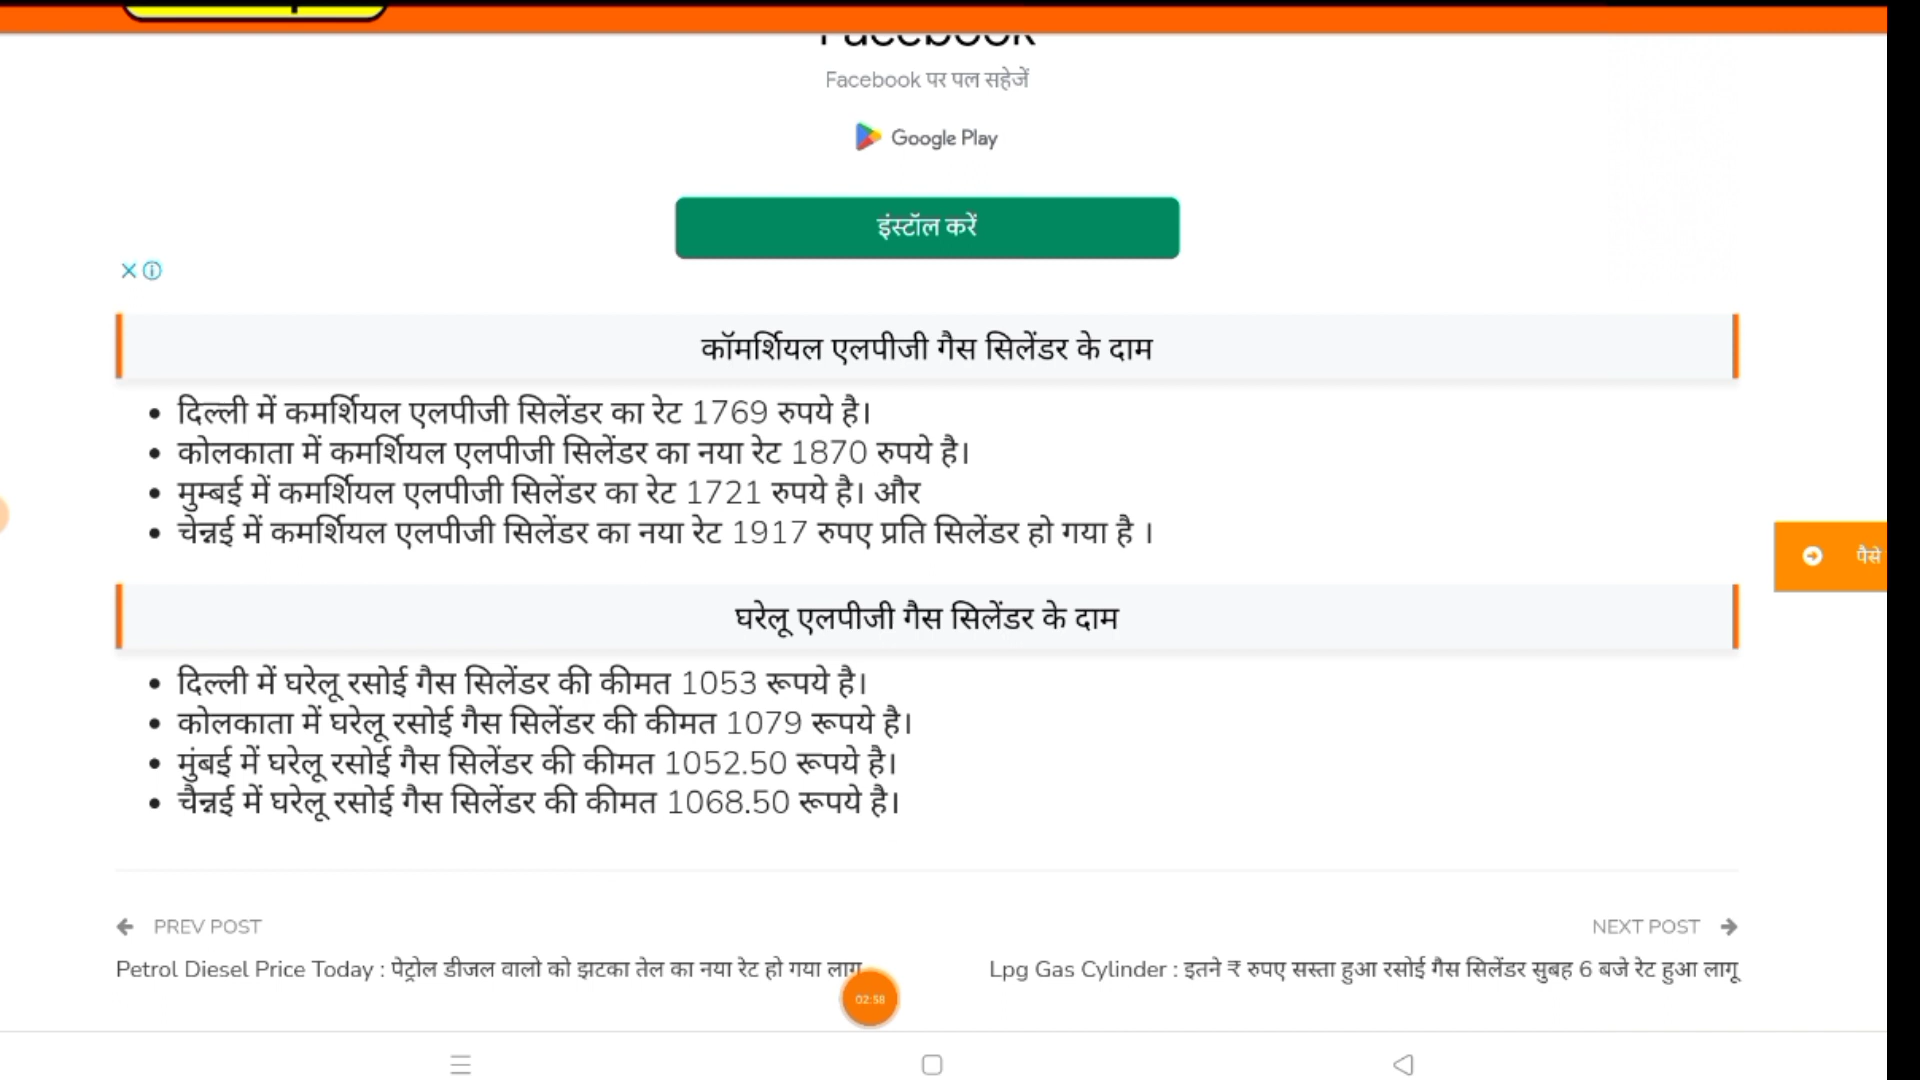 Facebook
Facebook पर पल सहेजें
Google Play
इंस्टॉल करें
कॉमर्शियल एलपीजी गैस सिलेंडर के दाम
दिल्ली में कमर्शियल एलपीजी सिलेंडर का रेट 1769 रुपये है।
कोलकाता में कमर्शियल एलपीजी सिलेंडर का नया रेट 1870 रुपये है।
मुम्बई में कमर्शियल एलपीजी सिलेंडर का रेट 1721 रुपये है। और
चेन्नई में कमर्शियल एलपीजी सिलेंडर का नया रेट 1917 रुपए प्रति सिलेंडर हो गया है ।
पैसे
घरेलू एलपीजी गैस सिलेंडर के दाम
दिल्ली में घरेलू रसोई गैस सिलेंडर की कीमत 1053 रूपये है।
कोलकाता में घरेलू रसोई गैस सिलेंडर की कीमत 1079 रूपये है।
मुंबई में घरेलू रसोई गैस सिलेंडर की कीमत 1052.50 रूपये है।
चैन्नई में घरेलू रसोई गैस सिलेंडर की कीमत 1068.50 रूपये है।
PREV POST
NEXT POST
Petrol Diesel Price Today : पेट्रोल डीजल वालो को झटका तेल का नया रेट हो गया लागू
Lpg Gas Cylinder : इतने ₹ रुपए सस्ता हुआ रसोई गैस सिलेंडर सुबह 6 बजे रेट हुआ लागू
02:58